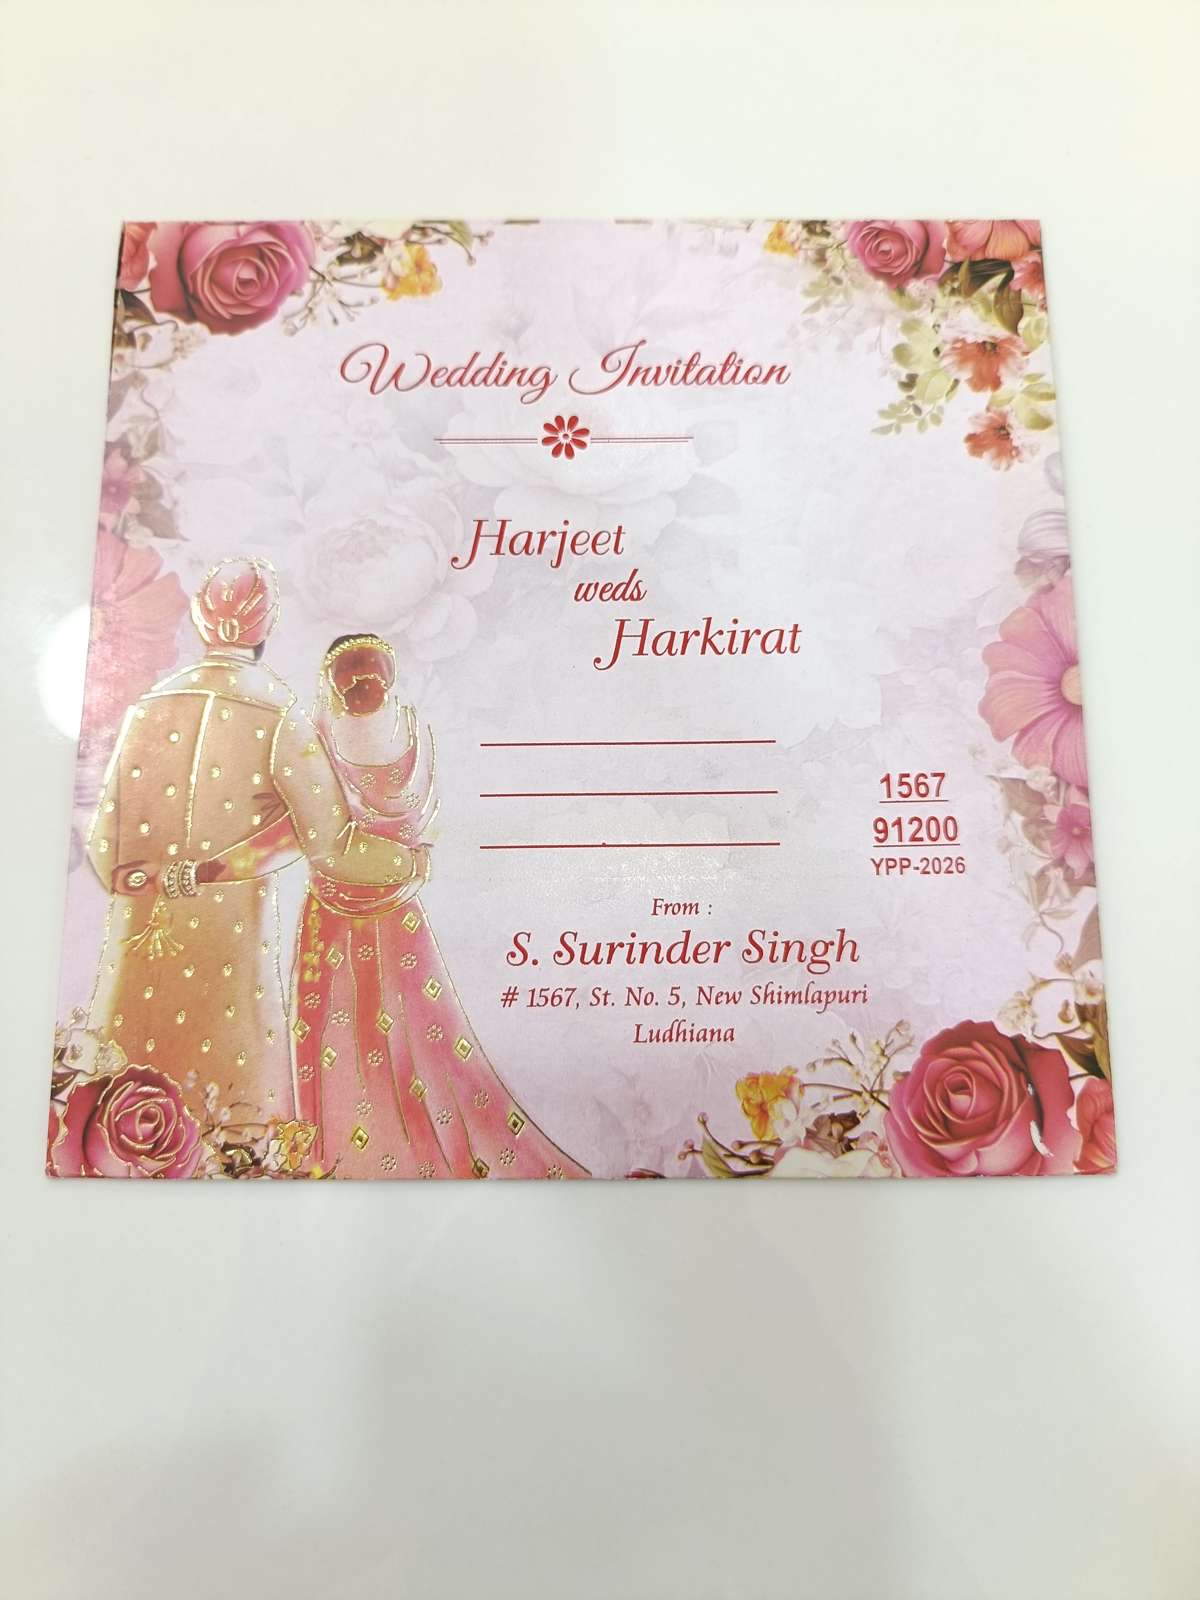 Wedding Invitation
Harjeet
weds
Harkirat
1567
91200
YPP-2026
From :
S. Surinder Singh
# 1567, St. No. 5, New Shimlapuri
Ludhiana